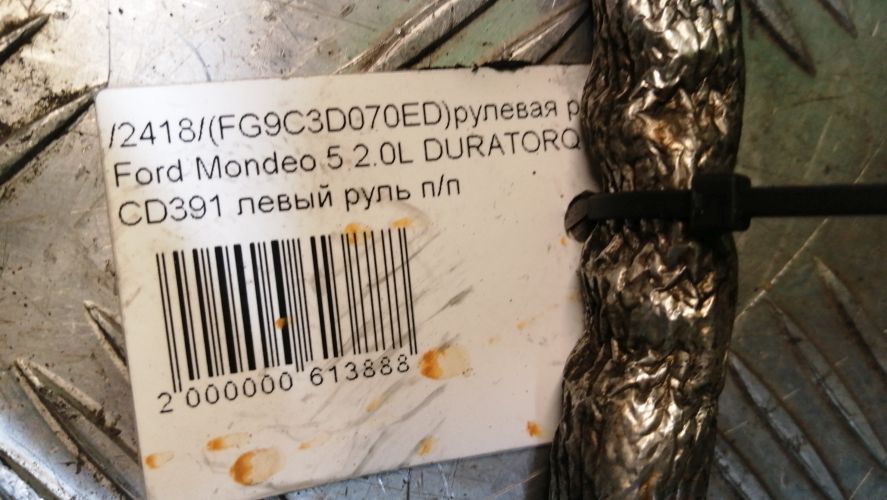 /2418/(FG9C3D070ED)рулевая р
Ford Mondeo 5 2.0L DURATORQ
CD391 левый руль п/п
2 000000 613888